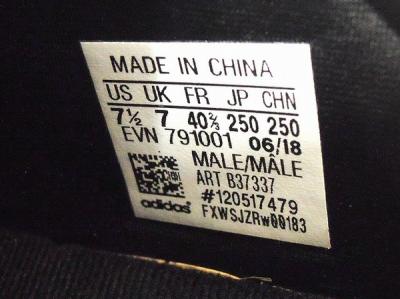 MADE IN CHINA
US UK FR JP CHN
7½ 7 40⅔ 250 250
EVN 791001 06/18
MALE/MÂLE
ART B37337
#120517479
adidas FXWSJZRW00183